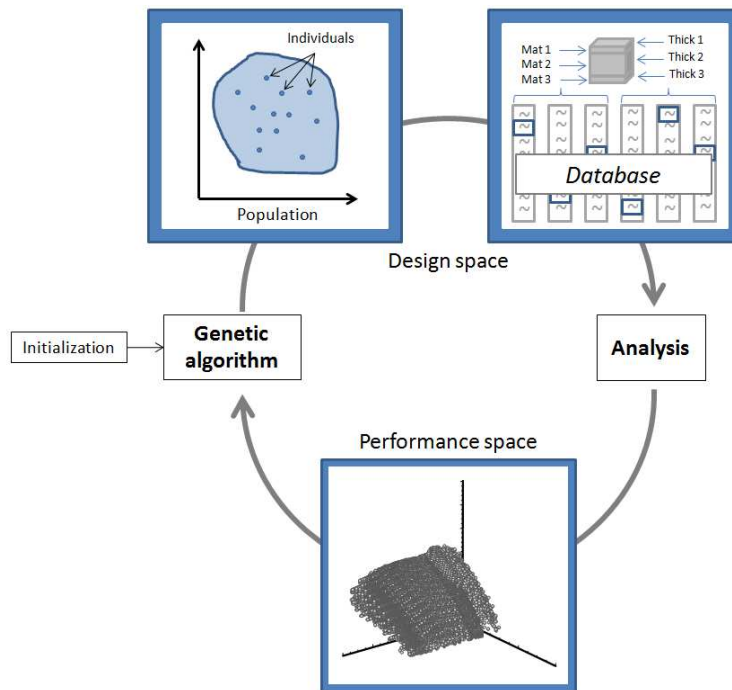 Individuals
Population
Mat 1
Mat 2
Mat 3
Thick 1
Thick 2
Thick 3
Database
Design space
Initialization
Genetic
algorithm
Analysis
Performance space